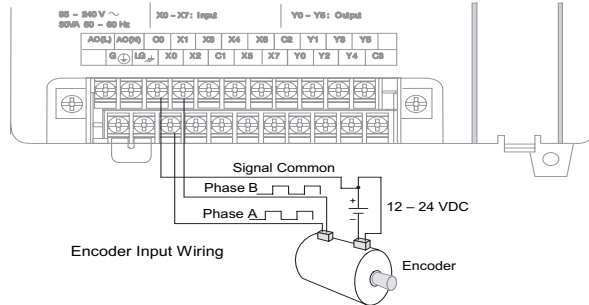 95 – 240 V ~
30VA 50 – 60 Hz
X0 – X7: Input
Y0 – Y5: Output
AC(L) AC(N) C0 X1 X3 X4 X6 C2 Y1 Y3 Y5
G LG X0 X2 C1 X5 X7 Y0 Y2 Y4 C3
Signal Common
Phase B
Phase A
+
–
12 – 24 VDC
Encoder Input Wiring
Encoder